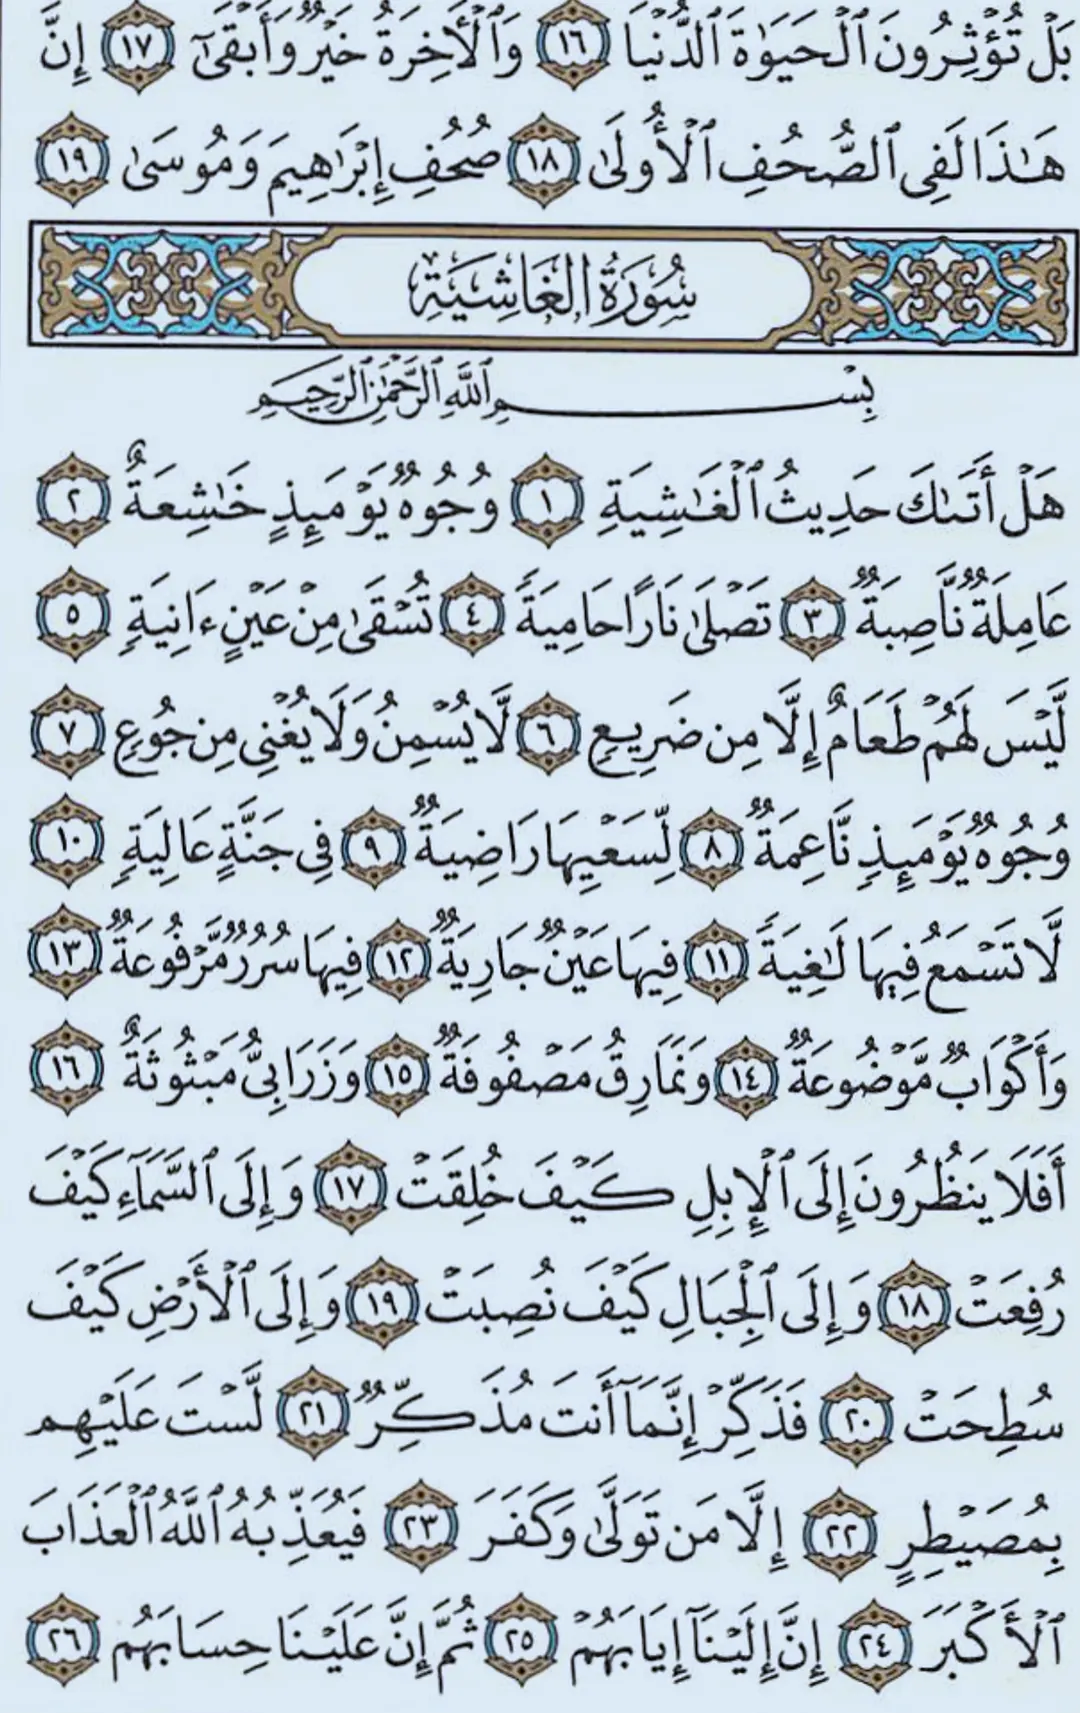 بَلْ تُؤْثِرُونَ ٱلْحَيَوٰةَ ٱلدُّنْيَا ١٦ وَٱلْأَخِرَةُ خَيْرٌ وَأَبْقَىٰٓ ١٧ إِنَّ
هَـٰذَا لَفِى ٱلصُّحُفِ ٱلْأُولَىٰ ١٨ صُحُفِ إِبْرَٰهِيمَ وَمُوسَىٰ ١٩
سُورَةُ الغَاشِيَةِ
بِسْمِ ٱللَّهِ ٱلرَّحْمَـٰنِ ٱلرَّحِيمِ
هَلْ أَتَىٰكَ حَدِيثُ ٱلْغَـٰشِيَةِ ١ وُجُوهٌ يَوْمَئِذٍ خَـٰشِعَةٌ ٢
عَامِلَةٌ نَّاصِبَةٌ ٣ تَصْلَىٰ نَارًا حَامِيَةً ٤ تُسْقَىٰ مِنْ عَيْنٍ ءَانِيَةٍ ٥
لَّيْسَ لَهُمْ طَعَامٌ إِلَّا مِن ضَرِيعٍ ٦ لَّا يُسْمِنُ وَلَا يُغْنِى مِن جُوعٍ ٧
وُجُوهٌ يَوْمَئِذٍ نَّاعِمَةٌ ٨ لِّسَعْيِهَا رَاضِيَةٌ ٩ فِى جَنَّةٍ عَالِيَةٍ ١٠
لَّا تَسْمَعُ فِيهَا لَـٰغِيَةً ١١ فِيهَا عَيْنٌ جَارِيَةٌ ١٢ فِيهَا سُرُرٌ مَّرْفُوعَةٌ ١٣
وَأَكْوَابٌ مَّوْضُوعَةٌ ١٤ وَنَمَارِقُ مَصْفُوفَةٌ ١٥ وَزَرَابِىُّ مَبْثُوثَةٌ ١٦
أَفَلَا يَنظُرُونَ إِلَى ٱلْإِبِلِ كَيْفَ خُلِقَتْ ١٧ وَإِلَى ٱلسَّمَآءِ كَيْفَ
رُفِعَتْ ١٨ وَإِلَى ٱلْجِبَالِ كَيْفَ نُصِبَتْ ١٩ وَإِلَى ٱلْأَرْضِ كَيْفَ
سُطِحَتْ ٢٠ فَذَكِّرْ إِنَّمَآ أَنتَ مُذَكِّرٌ ٢١ لَّسْتَ عَلَيْهِم
بِمُصَيْطِرٍ ٢٢ إِلَّا مَن تَوَلَّىٰ وَكَفَرَ ٢٣ فَيُعَذِّبُهُ ٱللَّهُ ٱلْعَذَابَ
ٱلْأَكْبَرَ ٢٤ إِنَّ إِلَيْنَآ إِيَابَهُمْ ٢٥ ثُمَّ إِنَّ عَلَيْنَا حِسَابَهُم ٢٦